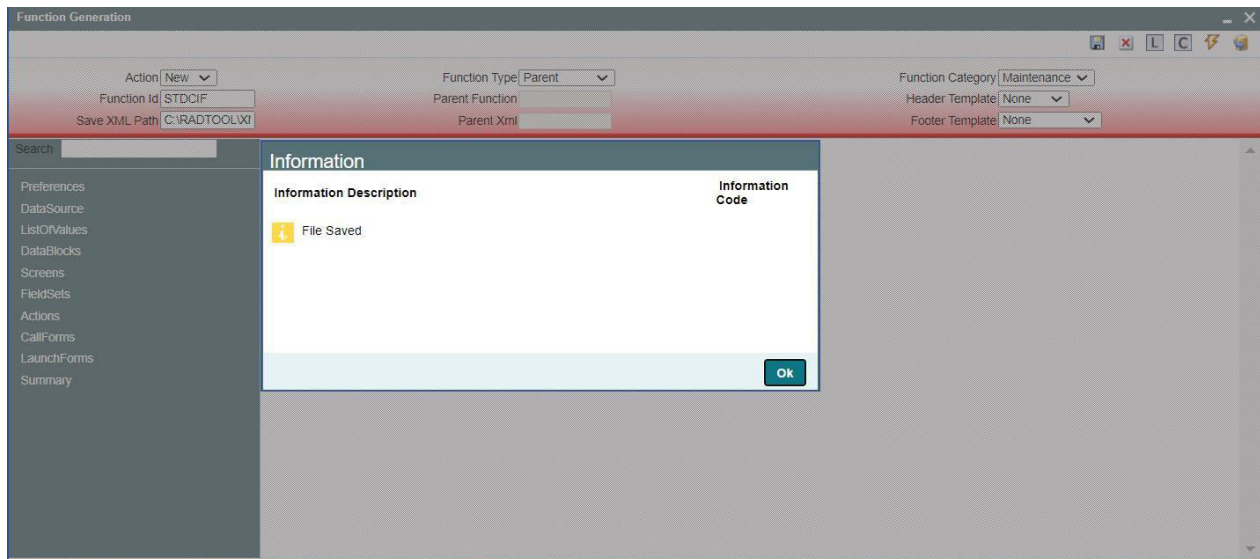 Function Generation
L C
Action New Function Type Parent Function Category Maintenance
Function Id STDCIF Parent Function Header Template None
Save XML Path C:\RADTOOL\XM Parent Xml Footer Template None
Search
Information
Information Description Information Code
File Saved
Ok
Preferences
DataSource
ListOfValues
DataBlocks
Screens
FieldSets
Actions
CallForms
LaunchForms
Summary